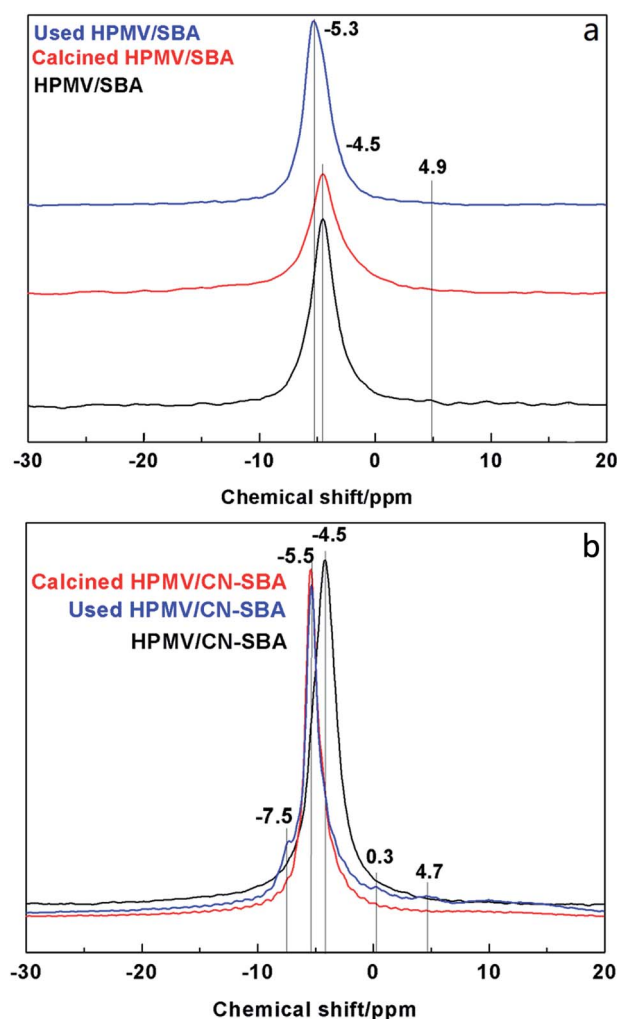 a
Used HPMV/SBA
Calcined HPMV/SBA
HPMV/SBA
-5.3
-4.5
4.9
-30 -20 -10 0 10 20
Chemical shift/ppm
b
-4.5
-5.5
Calcined HPMV/CN-SBA
Used HPMV/CN-SBA
HPMV/CN-SBA
-7.5
0.3
4.7
-30 -20 -10 0 10 20
Chemical shift/ppm